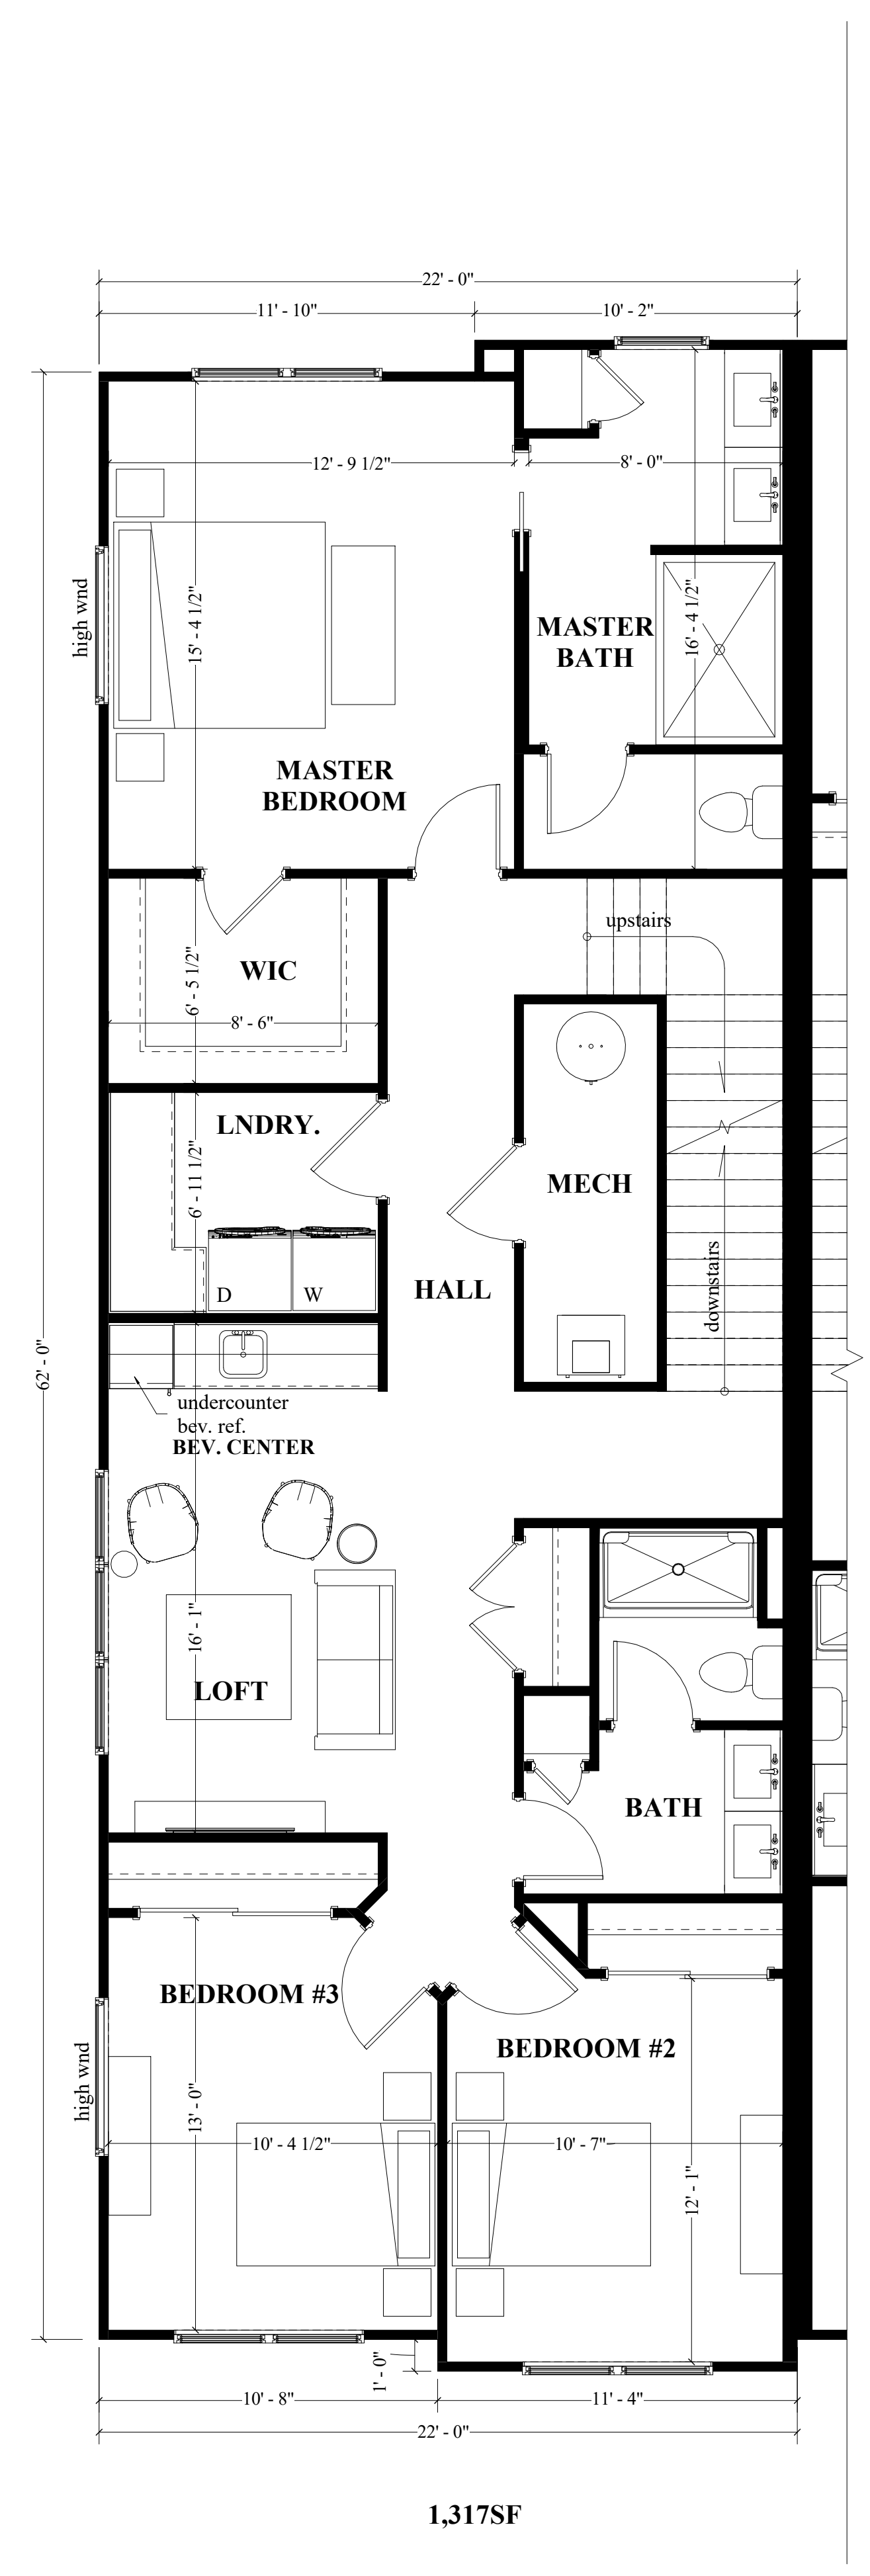 22' - 0"
11' - 10"
10' - 2"
12' - 9 1/2"
8' - 0"
high wnd
15' - 4 1/2"
16' - 4 1/2"
MASTER
BATH
MASTER
BEDROOM
upstairs
WIC
6' - 5 1/2"
8' - 6"
LNDRY.
6' - 11 1/2"
MECH
D
W
HALL
downstairs
62' - 0"
undercounter
bev. ref.
BEV. CENTER
16' - 1"
LOFT
BATH
BEDROOM #3
BEDROOM #2
high wnd
13' - 0"
10' - 4 1/2"
10' - 7"
12' - 1"
1' - 0"
10' - 8"
11' - 4"
22' - 0"
1,317SF